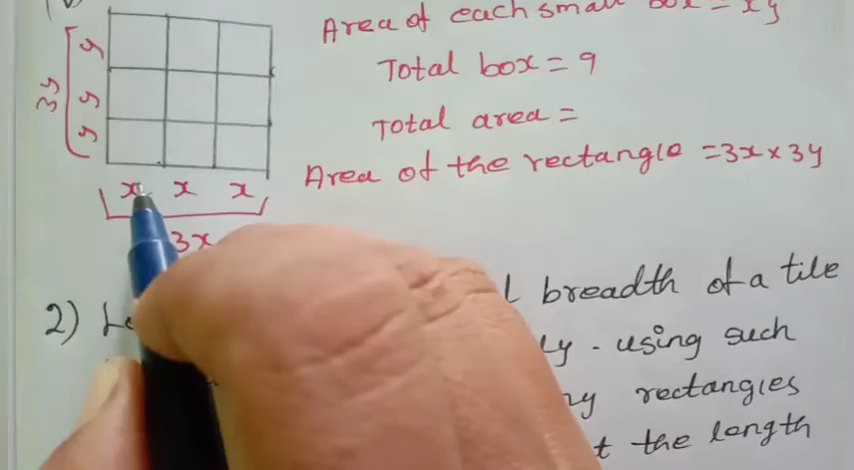 Area of each small box = xy
Total box = 9
Total area =
Area of the rectangle = 3x × 3y
3y
y
y
y
x x x
3x
2)
breadth of a tile
using such
rectangles
the length